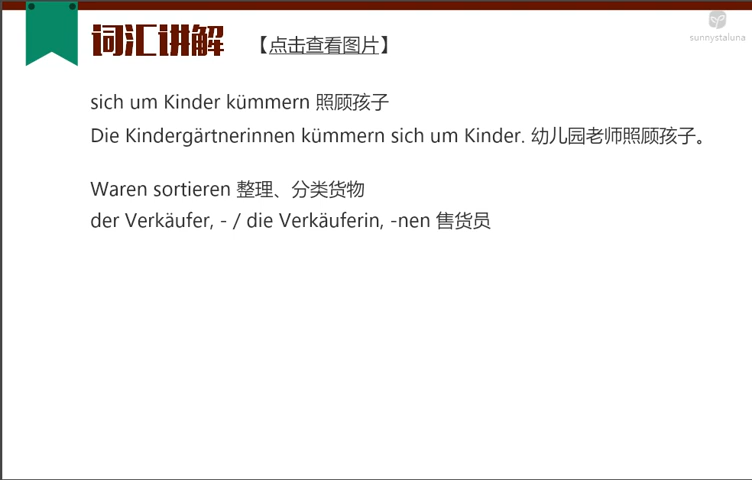 词汇讲解 【点击查看图片】
sunnystaluna
sich um Kinder kümmern 照顾孩子
Die Kindergärtnerinnen kümmern sich um Kinder. 幼儿园老师照顾孩子。
Waren sortieren 整理、分类货物
der Verkäufer, - / die Verkäuferin, -nen 售货员